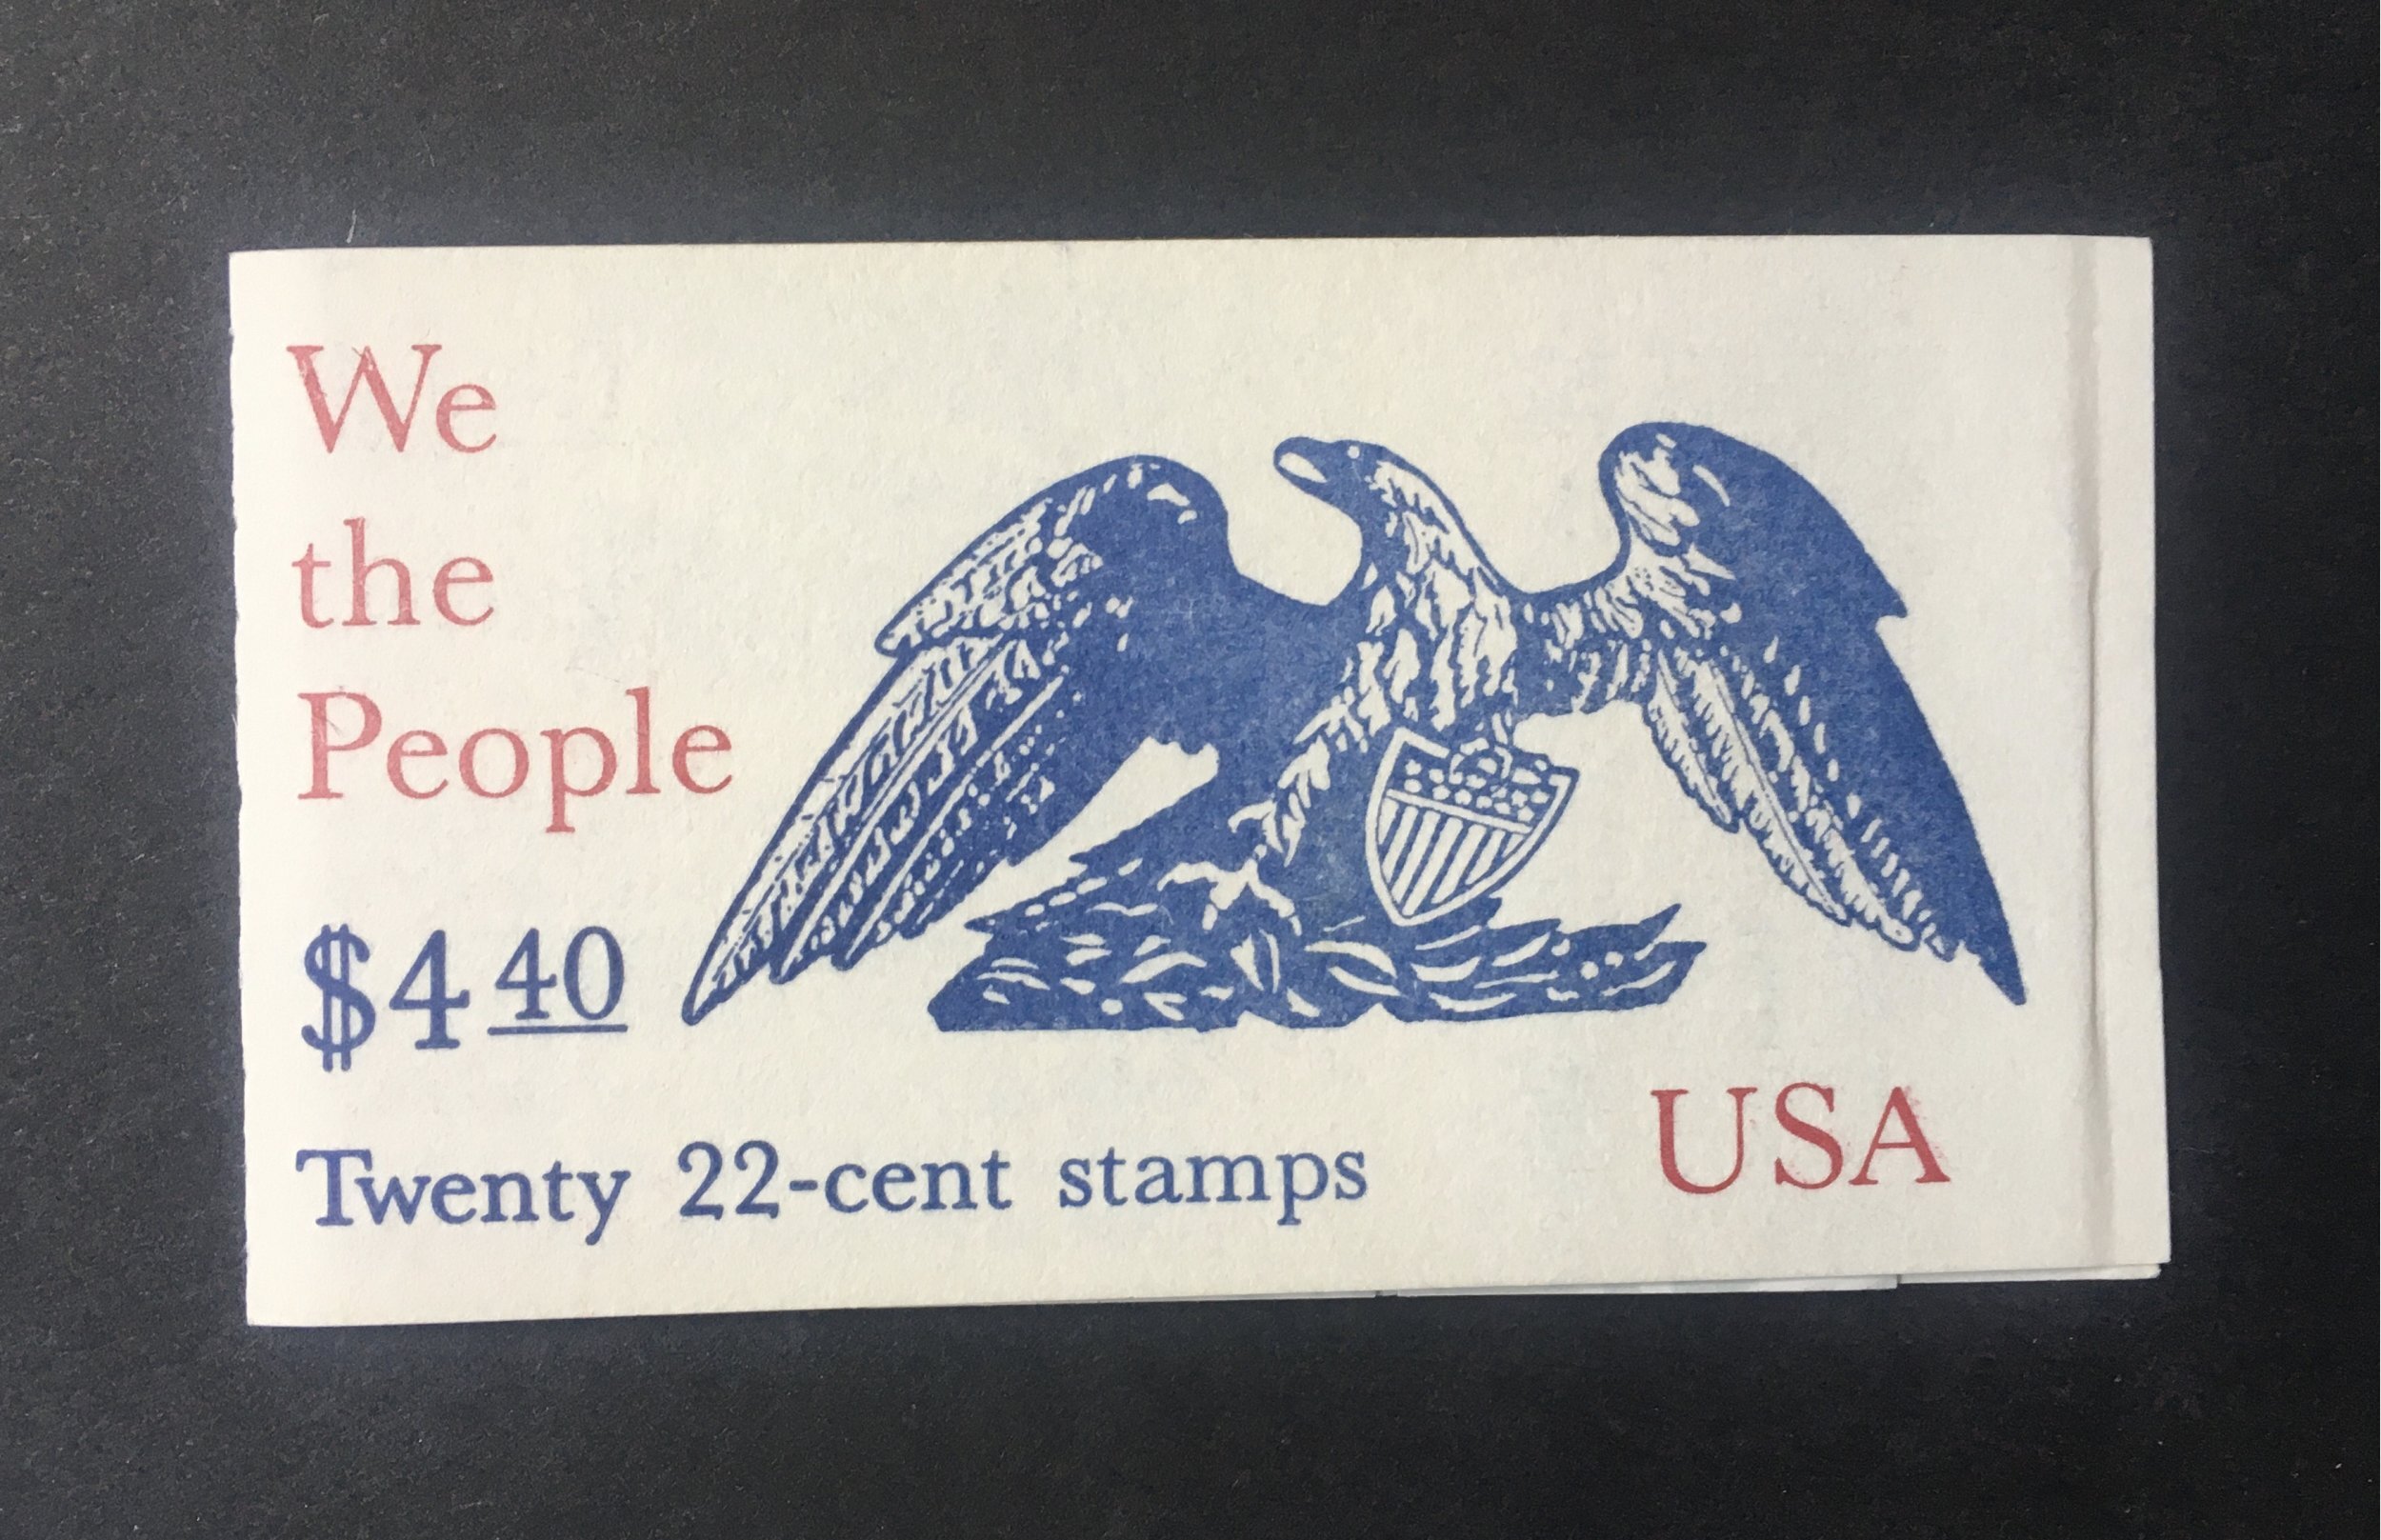 We
the
People
$4 40
Twenty 22-cent stamps
USA